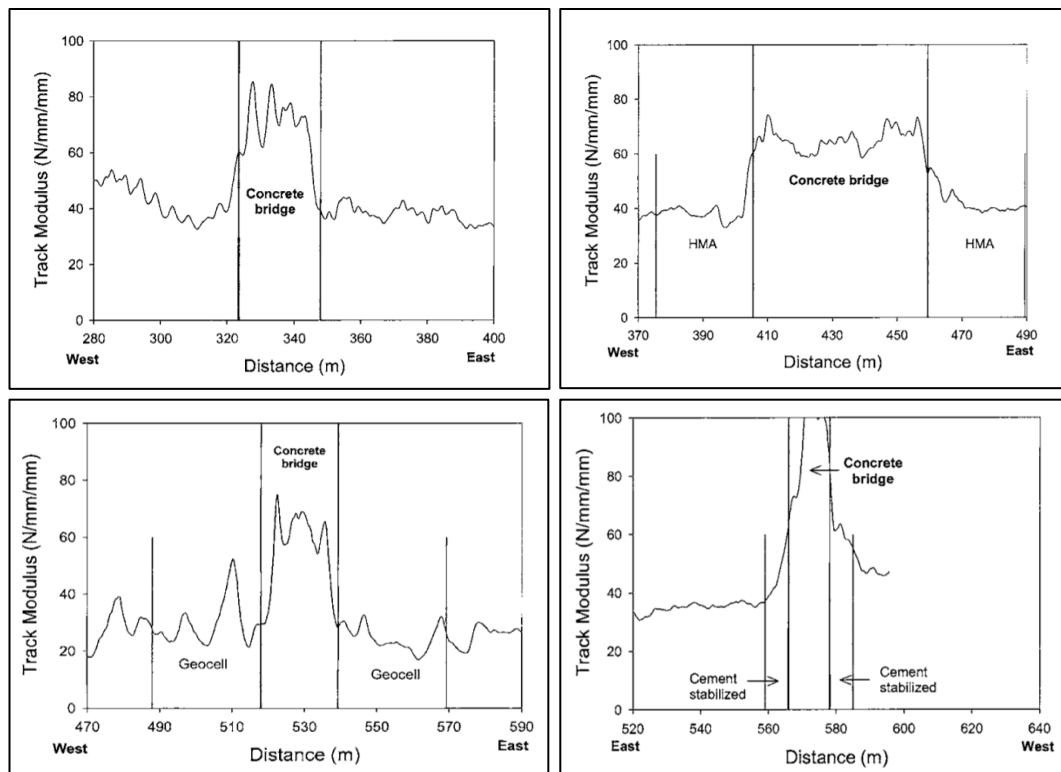 100
80
60
40
20
0
Track Modulus (N/mm/mm)
Concrete
bridge
280 300 320 340 360 380 400
West East
Distance (m)
100
80
60
40
20
0
Track Modulus (N/mm/mm)
Concrete bridge
HMA HMA
370 390 410 430 450 470 490
West East
Distance (m)
100
80
60
40
20
0
Track Modulus (N/mm/mm)
Concrete
bridge
Geocell Geocell
470 490 510 530 550 570 590
West East
Distance (m)
100
80
60
40
20
0
Track Modulus (N/mm/mm)
Concrete
bridge
Cement
stabilized
Cement
stabilized
520 540 560 580 600 620 640
East West
Distance (m)